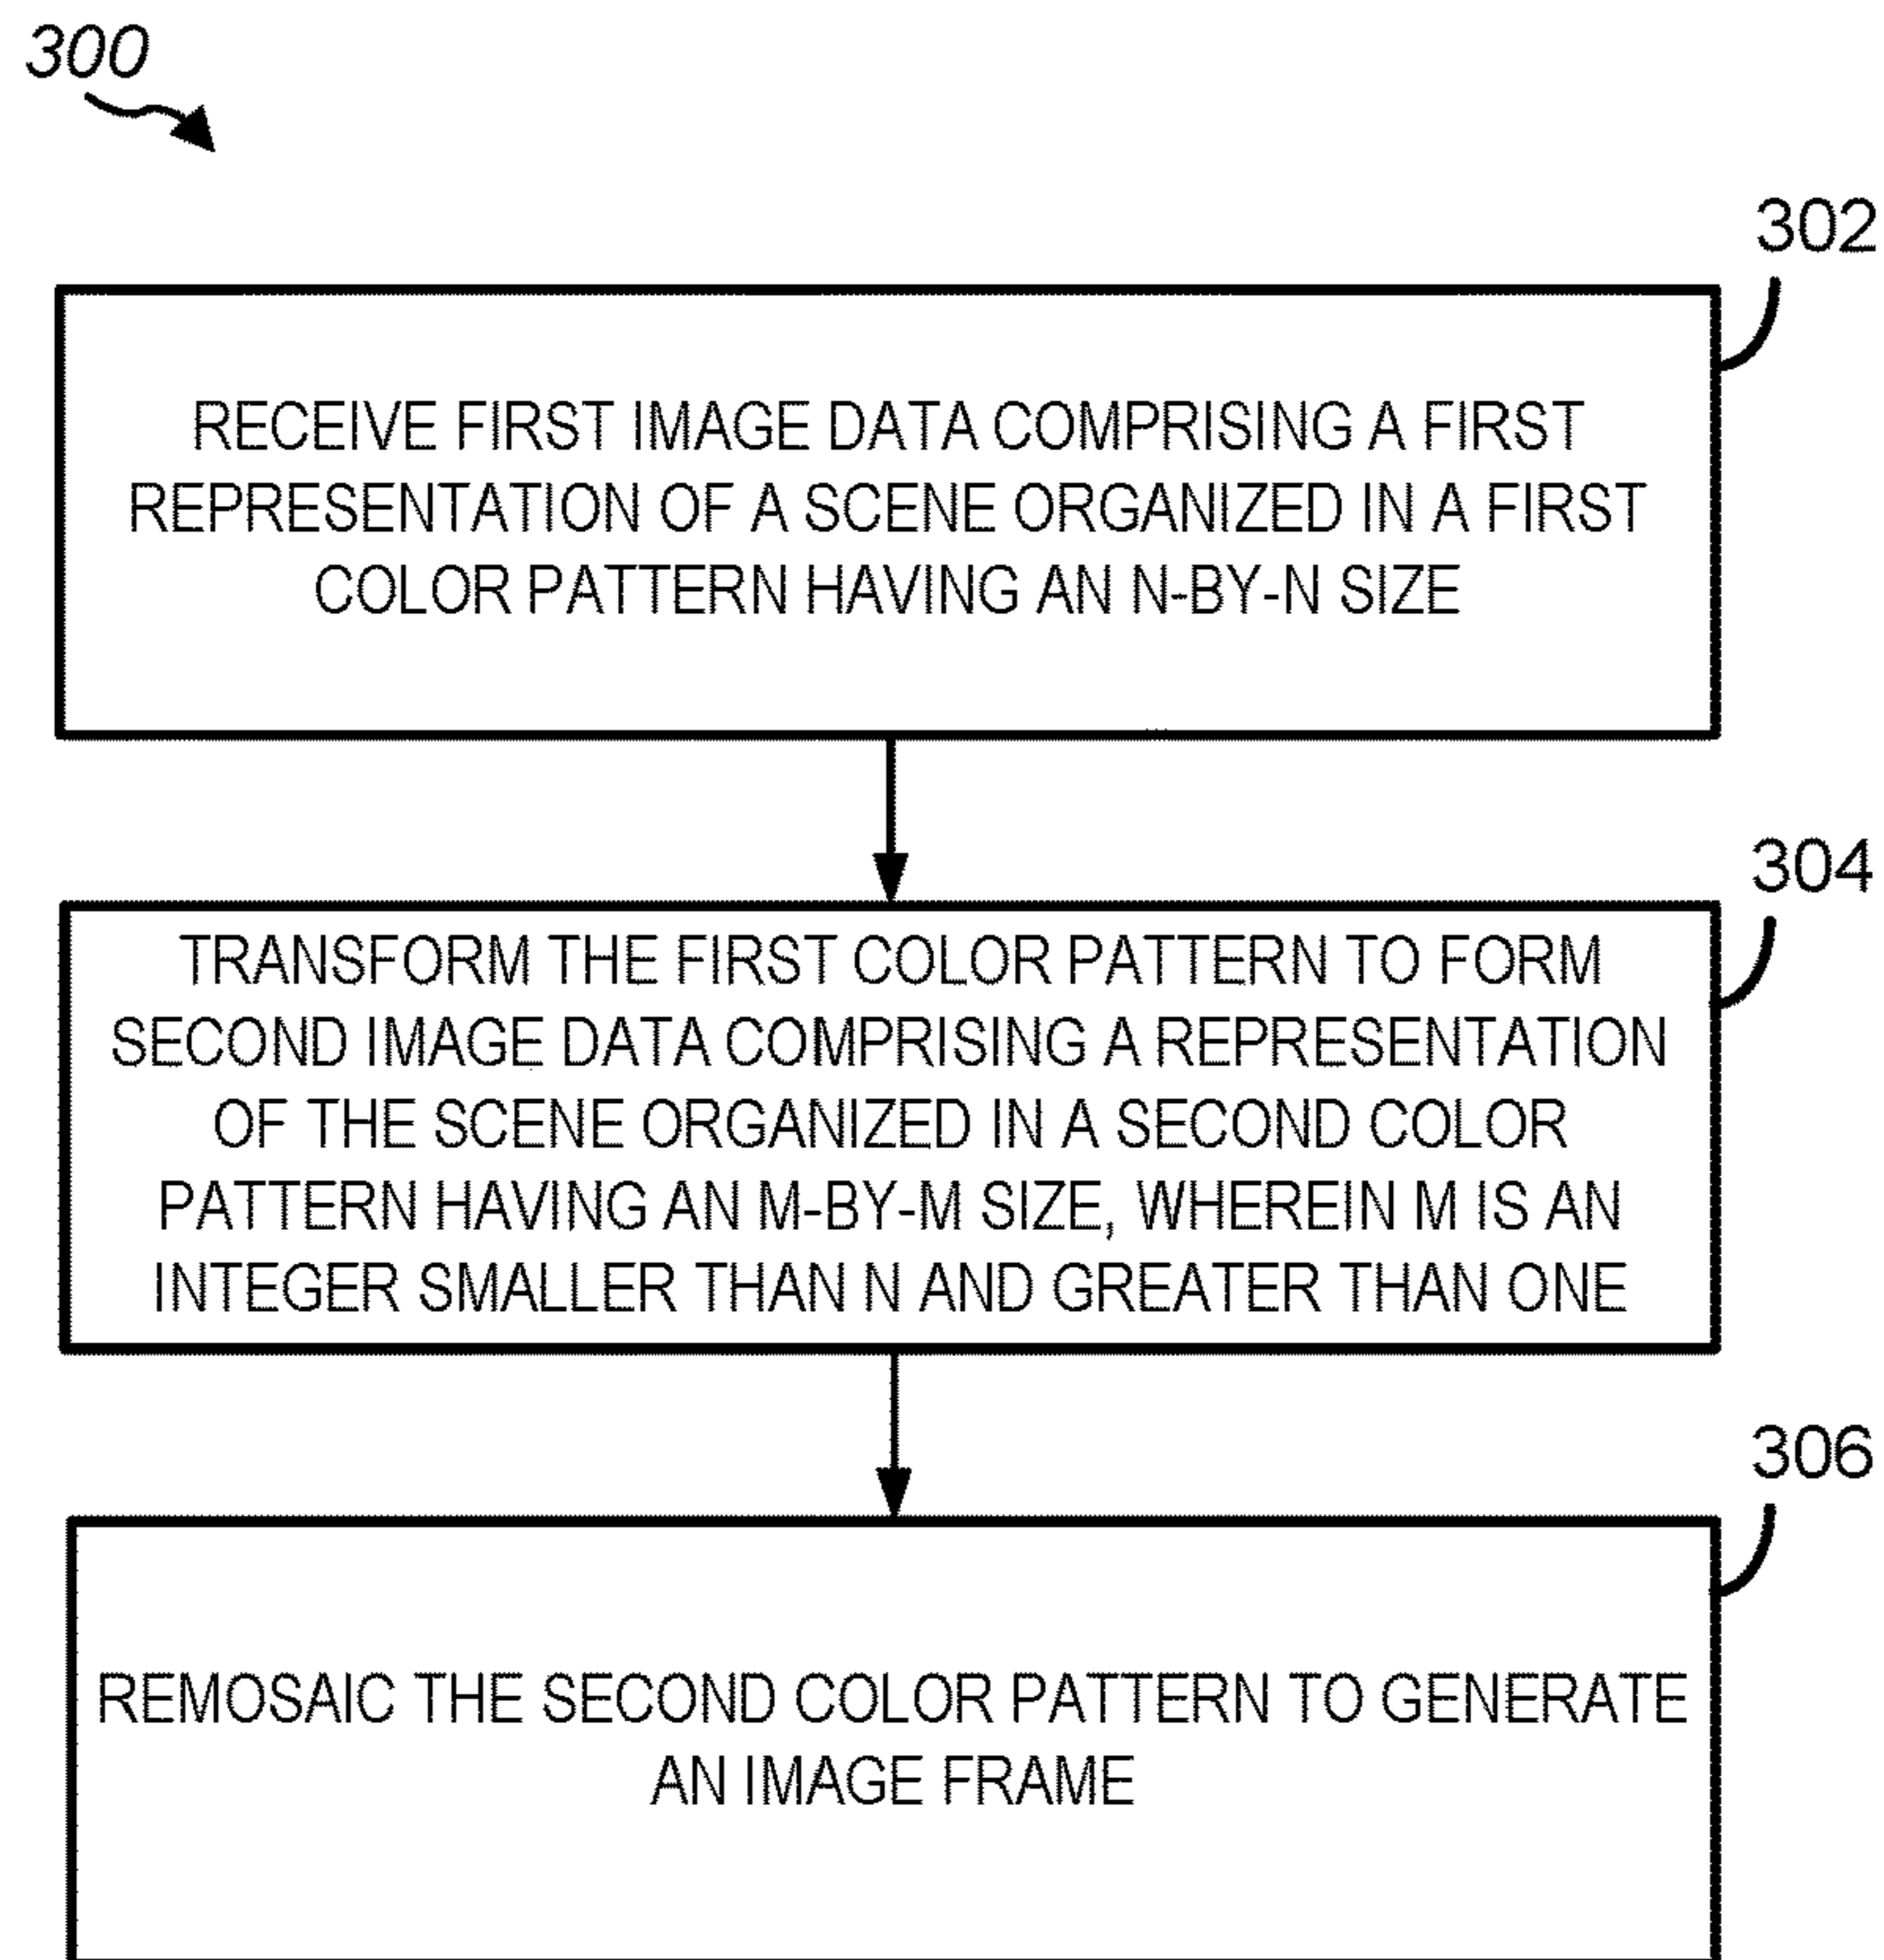 300
302
RECEIVE FIRST IMAGE DATA COMPRISING A FIRST
REPRESENTATION OF A SCENE ORGANIZED IN A FIRST
COLOR PATTERN HAVING AN N-BY-N SIZE
304
TRANSFORM THE FIRST COLOR PATTERN TO FORM
SECOND IMAGE DATA COMPRISING A REPRESENTATION
OF THE SCENE ORGANIZED IN A SECOND COLOR
PATTERN HAVING AN M-BY-M SIZE, WHEREIN M IS AN
INTEGER SMALLER THAN N AND GREATER THAN ONE
306
REMOSAIC THE SECOND COLOR PATTERN TO GENERATE
AN IMAGE FRAME